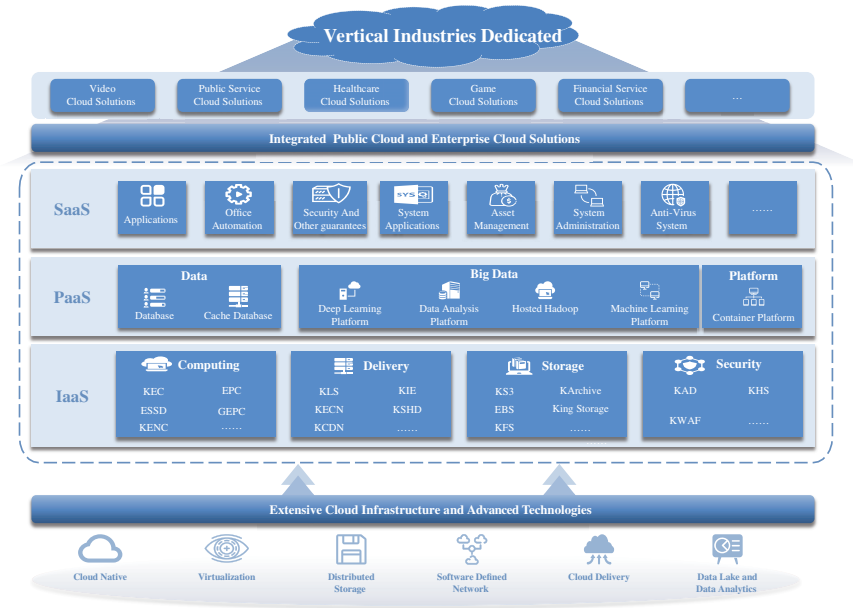 Vertical Industries Dedicated
Video
Cloud Solutions
Public Service
Cloud Solutions
Healthcare
Cloud Solutions
Game
Cloud Solutions
Financial Service
Cloud Solutions
...
Integrated Public Cloud and Enterprise Cloud Solutions
SaaS
Applications
Office
Automation
Security And
Other guarantees
SYS
System
Applications
Asset
Management
System
Administration
Anti-Virus
System
......
PaaS
Data
Database
Cache Database
Big Data
Deep Learning
Platform
Data Analysis
Platform
Hosted Hadoop
Machine Learning
Platform
Platform
Container Platform
IaaS
Computing
KEC
EPC
ESSD
GEPC
KENC
......
Delivery
KLS
KIE
KECN
KSHD
KCDN
......
Storage
KS3
KArchive
EBS
King Storage
KFS
......
Security
KAD
KHS
KWAF
......
Extensive Cloud Infrastructure and Advanced Technologies
Cloud Native
Virtualization
Distributed
Storage
Software Defined
Network
Cloud Delivery
Data Lake and
Data Analytics